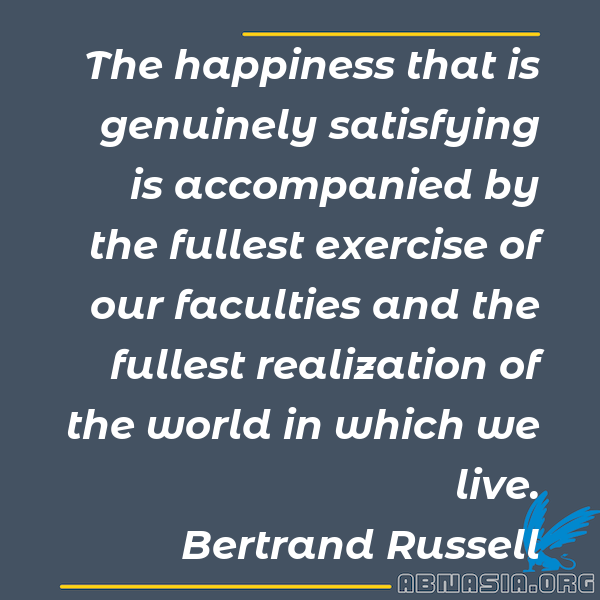 The happiness that is
genuinely satisfying
is accompanied by
the fullest exercise of
our faculties and the
fullest realization of
the world in which we
live.
Bertrand Russell
ABNASIA.ORG